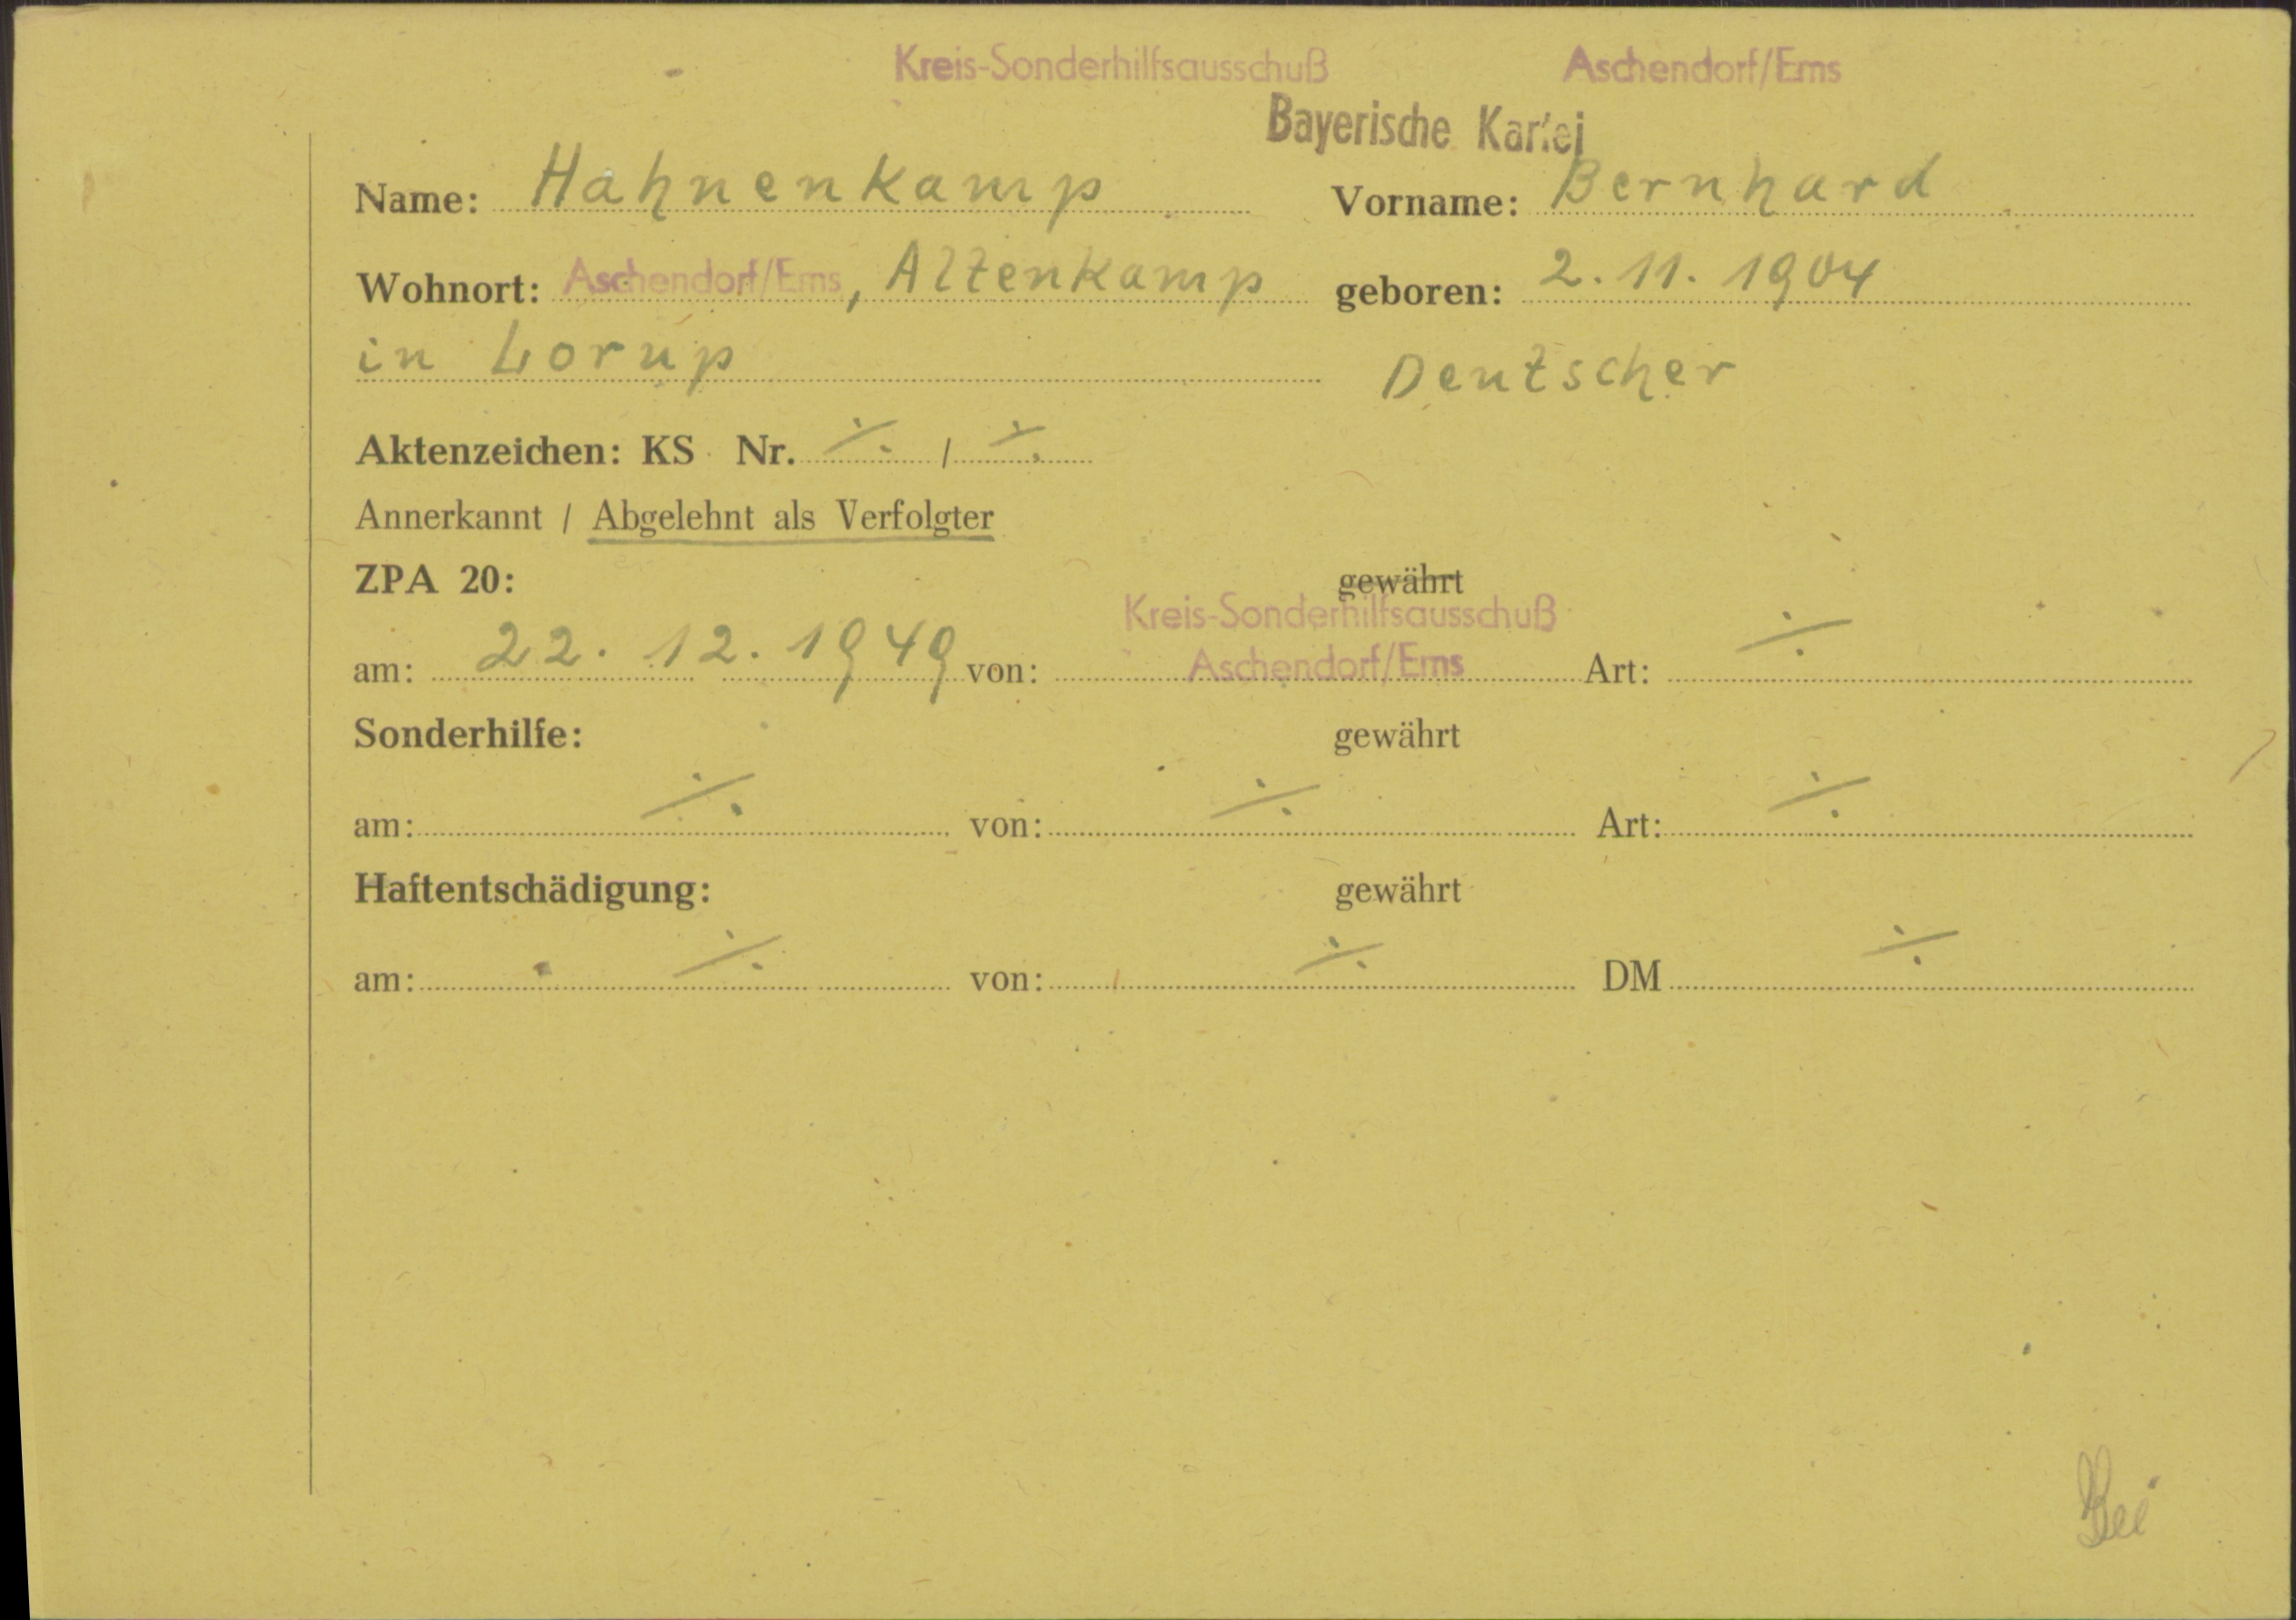 Kreis-Sonderhilfsausschuß Aschendorf/Ems
Bayerische Kartei
Name: Hahnenkamp Vorname: Bernhard
Wohnort: Aschendorf/Ems, Altenkamp geboren: 2. 11. 1904
in Lorup Deutscher
Aktenzeichen: KS Nr. ·/. / ·/.
Annerkannt / Abgelehnt als Verfolgter
ZPA 20: gewährt
Kreis-Sonderhilfsausschuß
am: 22. 12. 1949 von: Aschendorf/Ems Art: ·/.
Sonderhilfe: gewährt
am: ·/. von: ·/. Art: ·/.
Haftentschädigung: gewährt
am: ·/. von: ·/. DM ·/.